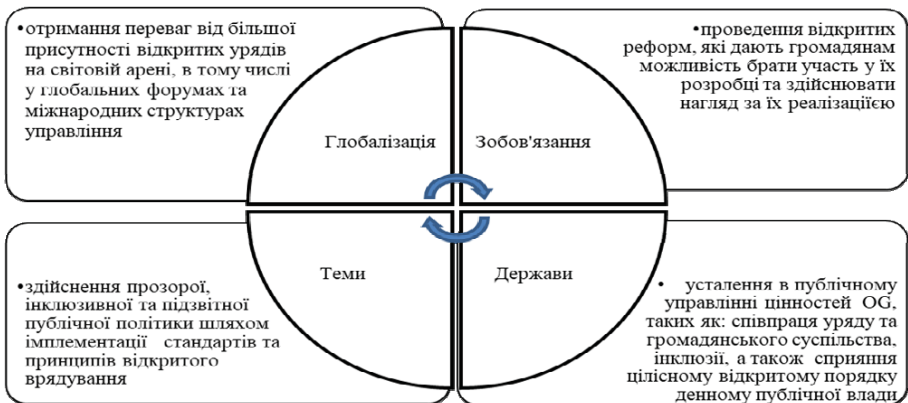 •отримання переваг від більшої
присутності відкритих урядів
на світовій арені, в тому числі
у глобальних форумах та
міжнародних структурах
управління
Глобалізація
•проведення відкритих
реформ, які дають громадянам
можливість брати участь у їх
розробці та здійснювати
нагляд за їх реалізаціїєю
Зобов'язання
•здійснення прозорої,
інклюзивної та підзвітної
публічної політики шляхом
імплементації стандартів та
принципів відкритого
врядування
Теми
Держави
• усталення в публічному
управлінні цінностей OG,
таких як: співпраця уряду та
громадянського суспільства,
інклюзії, а також сприяння
цілісному відкритому порядку
денному публічної влади